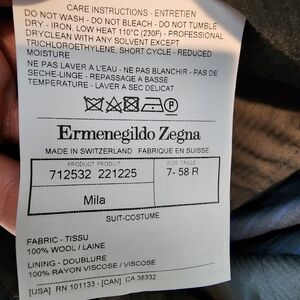 CARE INSTRUCTIONS - ENTRETIEN
DO NOT WASH - DO NOT BLEACH - DO NOT TUMBLE
DRY - IRON, LOW HEAT 110°C (230F) - PROFESSIONAL
DRYCLEAN WITH ANY SOLVENT EXCEPT
TRICHLOROETHYLENE, SHORT CYCLE - REDUCED
MOISTURE
NE PAS LAVER A L'EAU - NE PAS BLANCHIR - PAS DE
SECHE-LINGE - REPASSAGE A BASSE
TEMPERATURE - LAVER A SEC DELICAT
P
Ermenegildo Zegna
MADE IN SWITZERLAND FABRIQUE EN SUISSE
PRODUCT PRODUIT SIZE TAILLE
712532 221225 7- 58 R
Mila
SUIT-COSTUME
FABRIC - TISSU
100% WOOL / LAINE
LINING - DOUBLURE
100% RAYON VISCOSE / VISCOSE
[USA] RN 101133 - [CAN] CA 38332